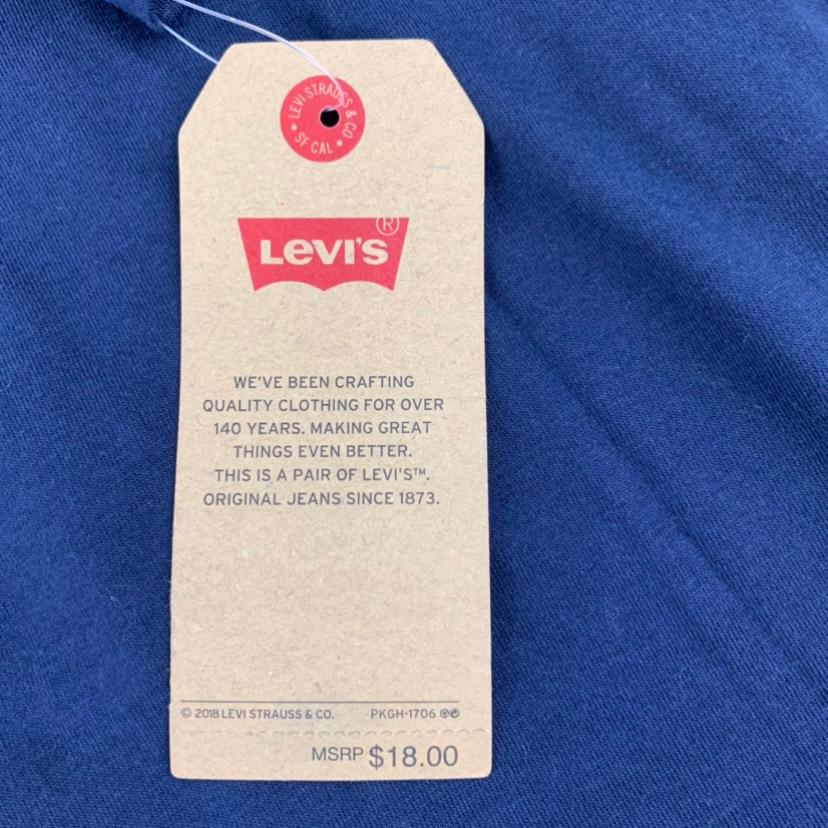 LEVI STRAUSS & CO
• SF CAL •
LEVI'S®
WE'VE BEEN CRAFTING
QUALITY CLOTHING FOR OVER
140 YEARS. MAKING GREAT
THINGS EVEN BETTER.
THIS IS A PAIR OF LEVI'S™.
ORIGINAL JEANS SINCE 1873.
© 2018 LEVI STRAUSS & CO. PKGH-1706
MSRP $18.00